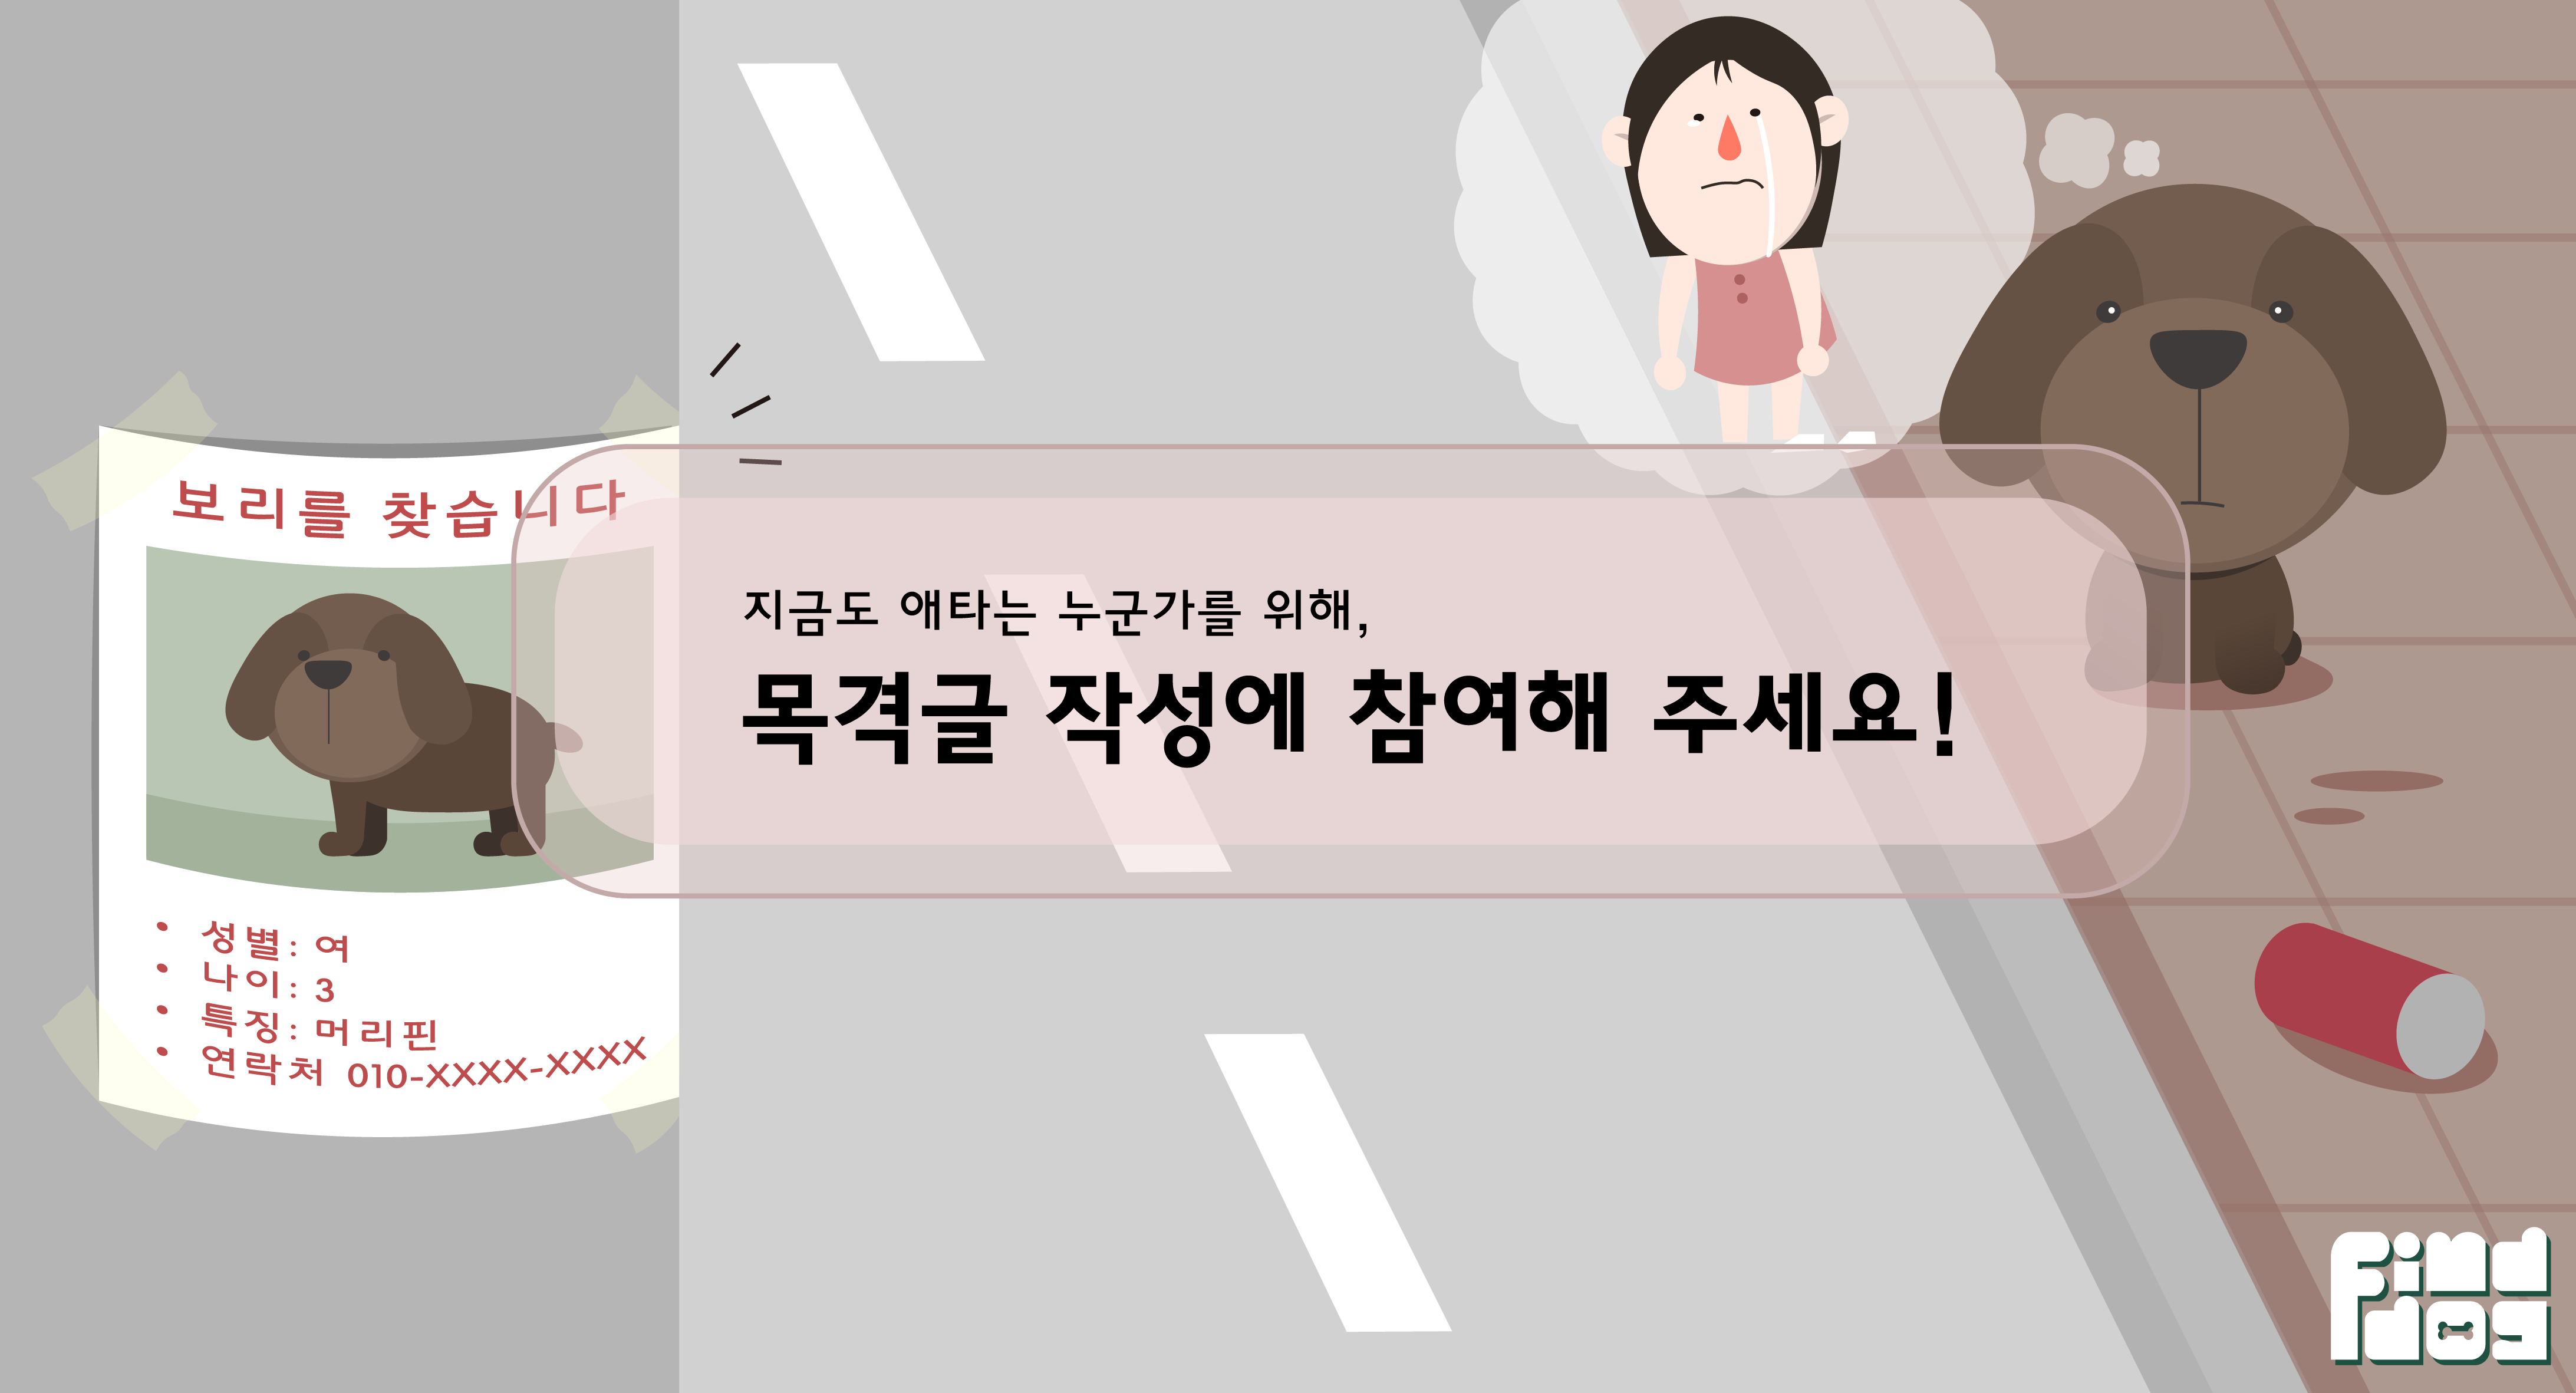 보리를 찾습니다
• 성별: 여
• 나이: 3
• 특징: 머리핀
• 연락처 010-XXXX-XXXX
지금도 애타는 누군가를 위해,
목격글 작성에 참여해 주세요!
find
dog